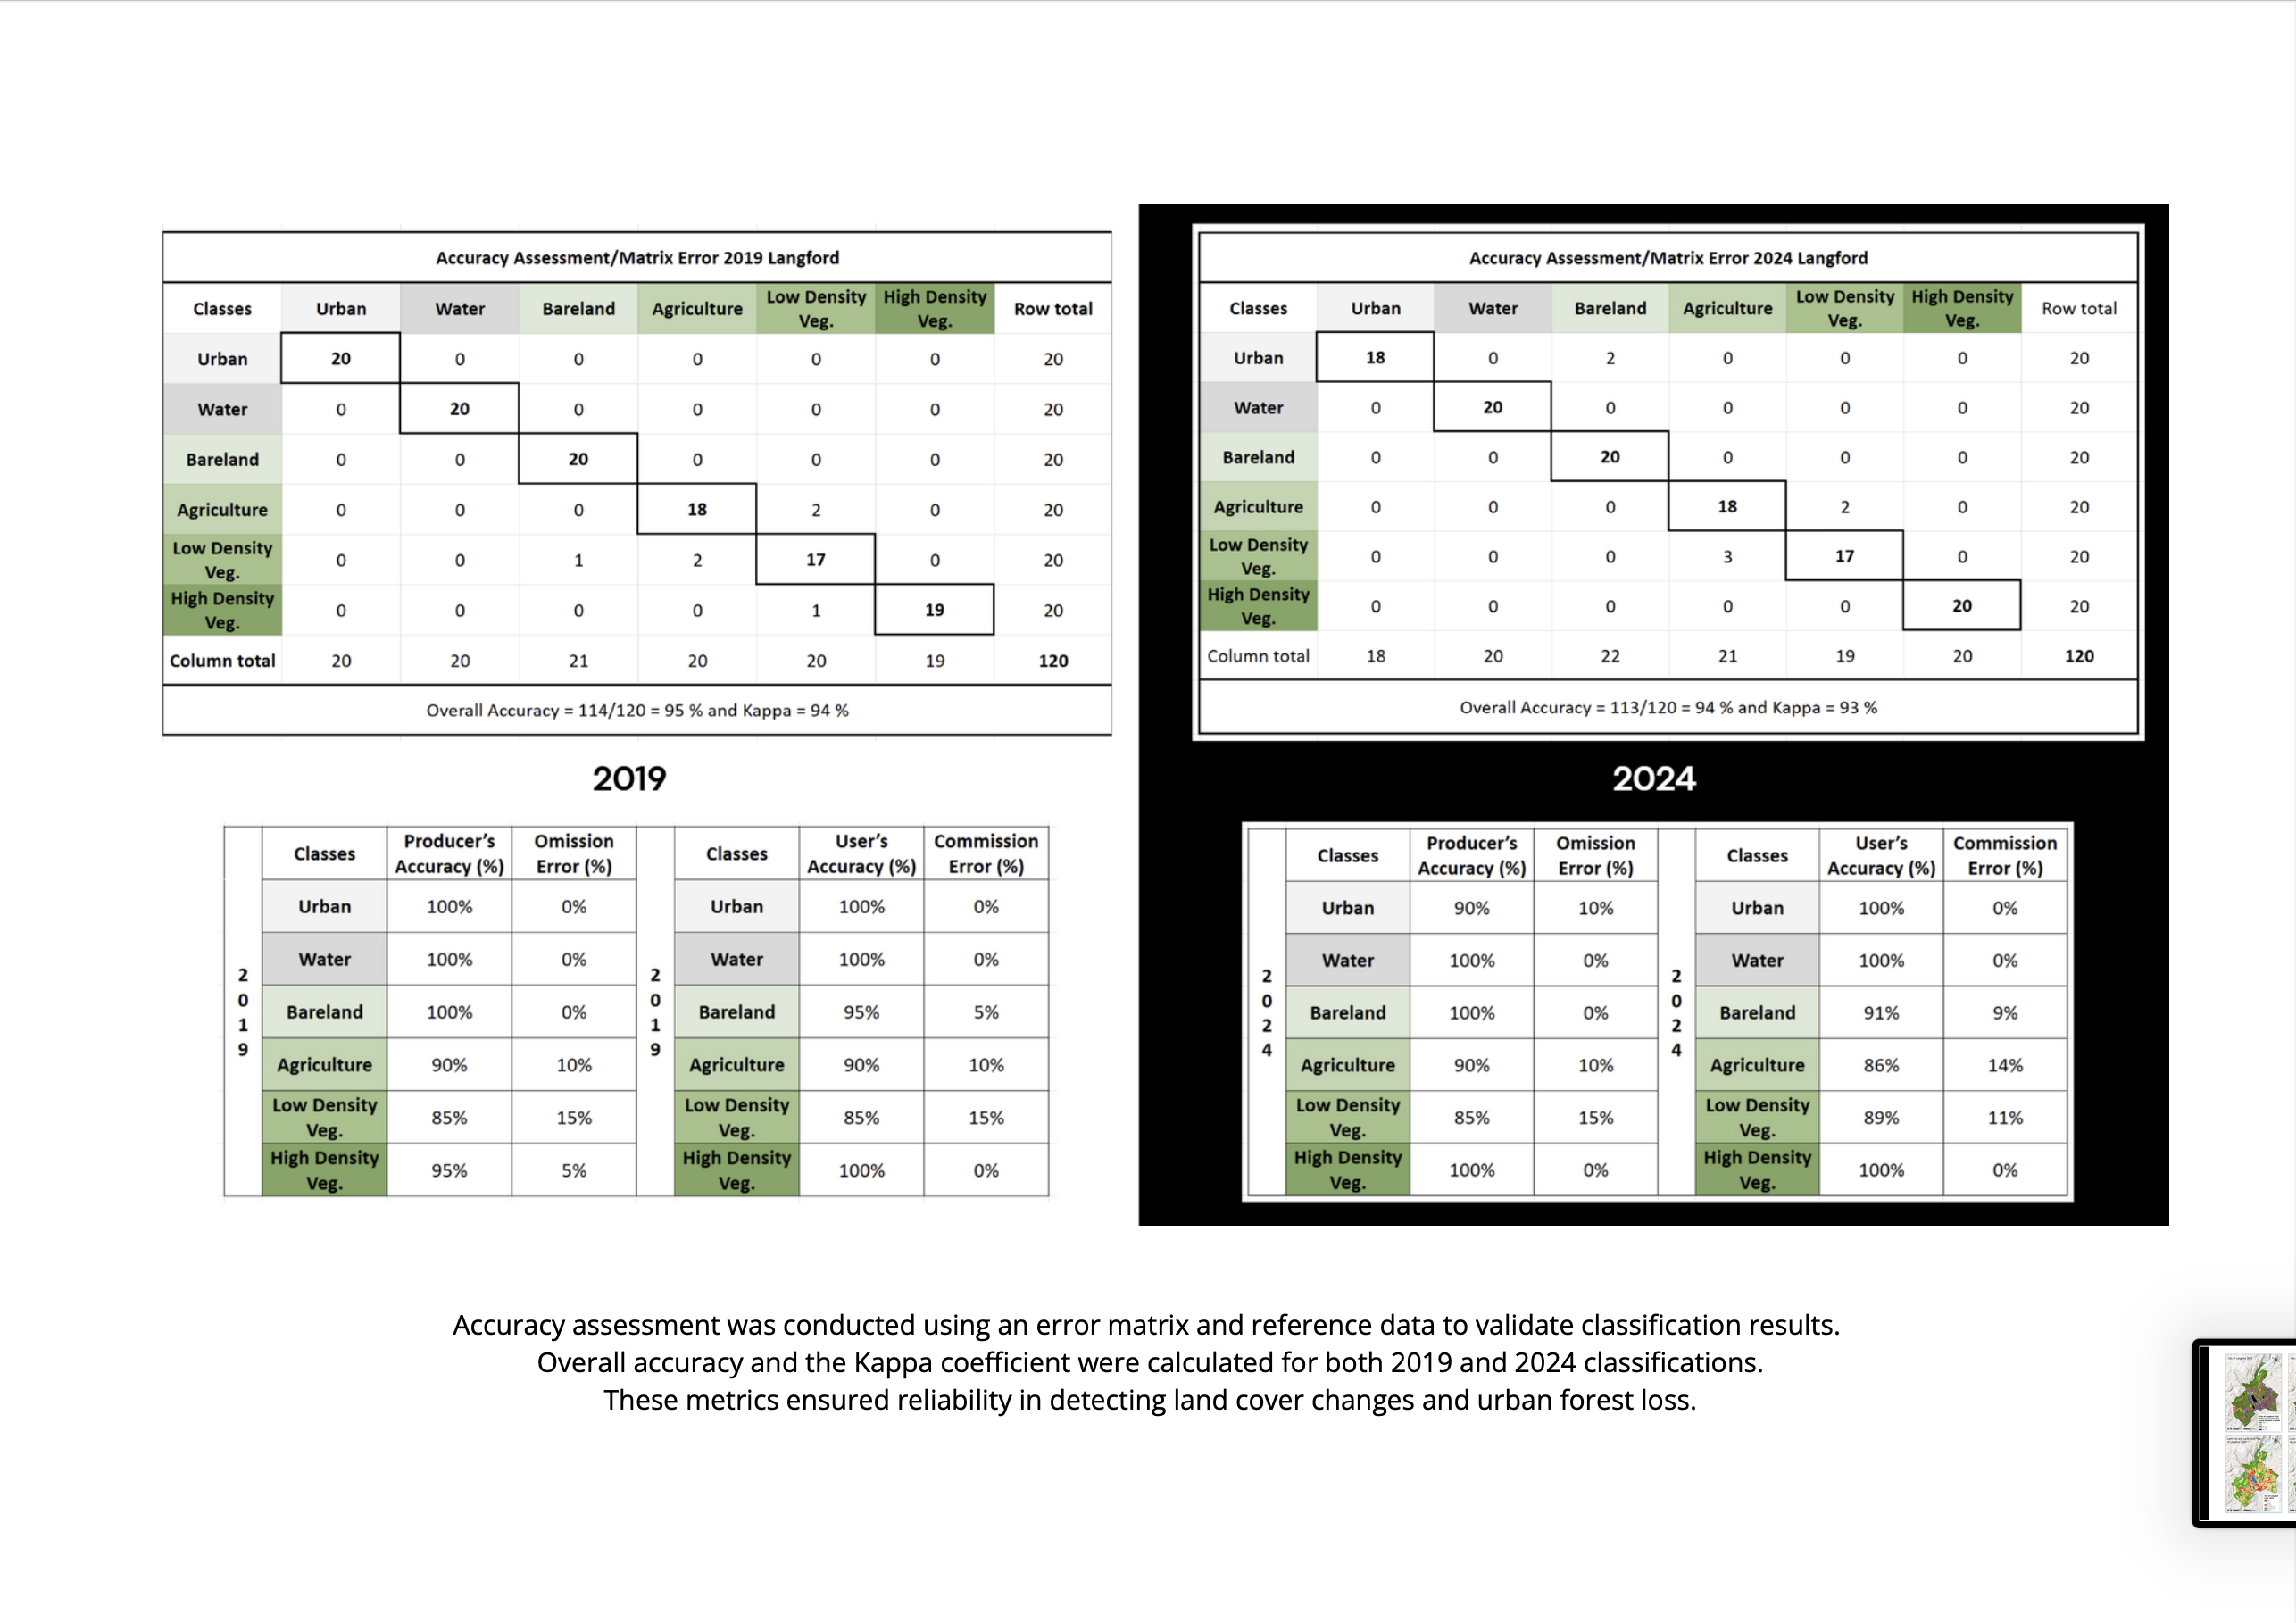 Accuracy Assessment/Matrix Error 2019 Langford
Classes Urban Water Bareland Agriculture Low Density Veg. High Density Veg. Row total
Urban 20 0 0 0 0 0 20
Water 0 20 0 0 0 0 20
Bareland 0 0 20 0 0 0 20
Agriculture 0 0 0 18 2 0 20
Low Density Veg. 0 0 1 2 17 0 20
High Density Veg. 0 0 0 0 1 19 20
Column total 20 20 21 20 20 19 120
Overall Accuracy = 114/120 = 95 % and Kappa = 94 %
2019
Classes Producer's Accuracy (%) Omission Error (%) Classes User's Accuracy (%) Commission Error (%)
2019 2019
Urban 100% 0% Urban 100% 0%
Water 100% 0% Water 100% 0%
Bareland 100% 0% Bareland 95% 5%
Agriculture 90% 10% Agriculture 90% 10%
Low Density Veg. 85% 15% Low Density Veg. 85% 15%
High Density Veg. 95% 5% High Density Veg. 100% 0%
Accuracy Assessment/Matrix Error 2024 Langford
Classes Urban Water Bareland Agriculture Low Density Veg. High Density Veg. Row total
Urban 18 0 2 0 0 0 20
Water 0 20 0 0 0 0 20
Bareland 0 0 20 0 0 0 20
Agriculture 0 0 0 18 2 0 20
Low Density Veg. 0 0 0 3 17 0 20
High Density Veg. 0 0 0 0 0 20 20
Column total 18 20 22 21 19 20 120
Overall Accuracy = 113/120 = 94 % and Kappa = 93 %
2024
Classes Producer's Accuracy (%) Omission Error (%) Classes User's Accuracy (%) Commission Error (%)
2024 2024
Urban 90% 10% Urban 100% 0%
Water 100% 0% Water 100% 0%
Bareland 100% 0% Bareland 91% 9%
Agriculture 90% 10% Agriculture 86% 14%
Low Density Veg. 85% 15% Low Density Veg. 89% 11%
High Density Veg. 100% 0% High Density Veg. 100% 0%
Accuracy assessment was conducted using an error matrix and reference data to validate classification results.
Overall accuracy and the Kappa coefficient were calculated for both 2019 and 2024 classifications.
These metrics ensured reliability in detecting land cover changes and urban forest loss.